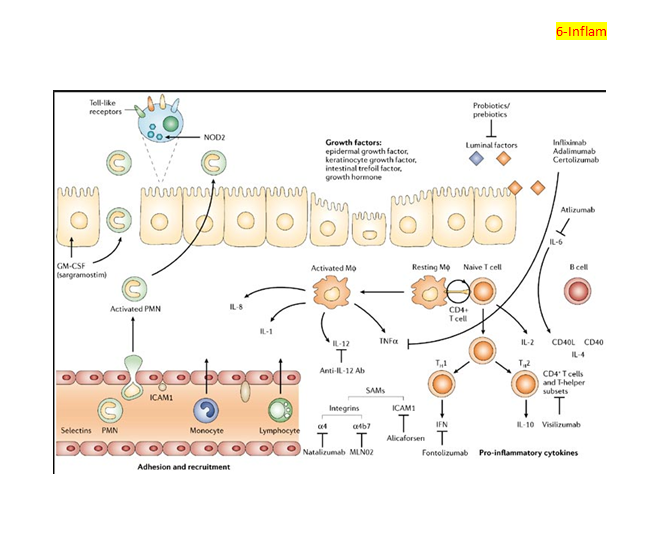 6-Inflam
Toll-like
receptors
NOD2
Growth factors:
epidermal growth factor,
keratinocyte growth factor,
intestinal trefoil factor,
growth hormone
Probiotics/
prebiotics
Luminal factors
Infliximab
Adalimumab
Certolizumab
Atlizumab
IL-6
GM-CSF
(sargramostim)
Activated PMN
Activated Mϕ
Resting Mϕ
Naive T cell
B cell
CD4+
T cell
IL-8
IL-1
IL-12
TNFα
Anti-IL-12 Ab
IL-2
CD40L
CD40
IL-4
TH1
TH2
CD4+ T cells
and T-helper
subsets
ICAM1
Selectins
PMN
Monocyte
Lymphocyte
SAMs
Integrins
ICAM1
α4
α4b7
Alicaforsen
Natalizumab
MLN02
IFN
IL-10
Visilizumab
Fontolizumab
Pro-inflammatory cytokines
Adhesion and recruitment